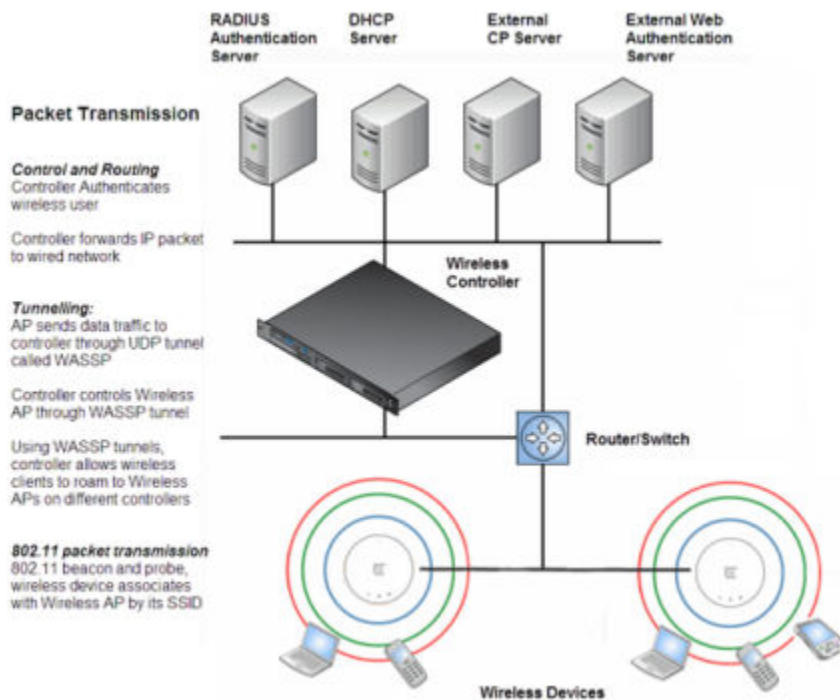 RADIUS
Authentication
Server
DHCP
Server
External
CP Server
External Web
Authentication
Server
Packet Transmission
Control and Routing
Controller Authenticates
wireless user
Controller forwards IP packet
to wired network
Wireless
Controller
Tunnelling:
AP sends data traffic to
controller through UDP tunnel
called WASSP
Controller controls Wireless
AP through WASSP tunnel
Using WASSP tunnels,
controller allows wireless
clients to roam to Wireless
APs on different controllers
Router/Switch
802.11 packet transmission
802.11 beacon and probe,
wireless device associates
with Wireless AP by its SSID
Wireless Devices